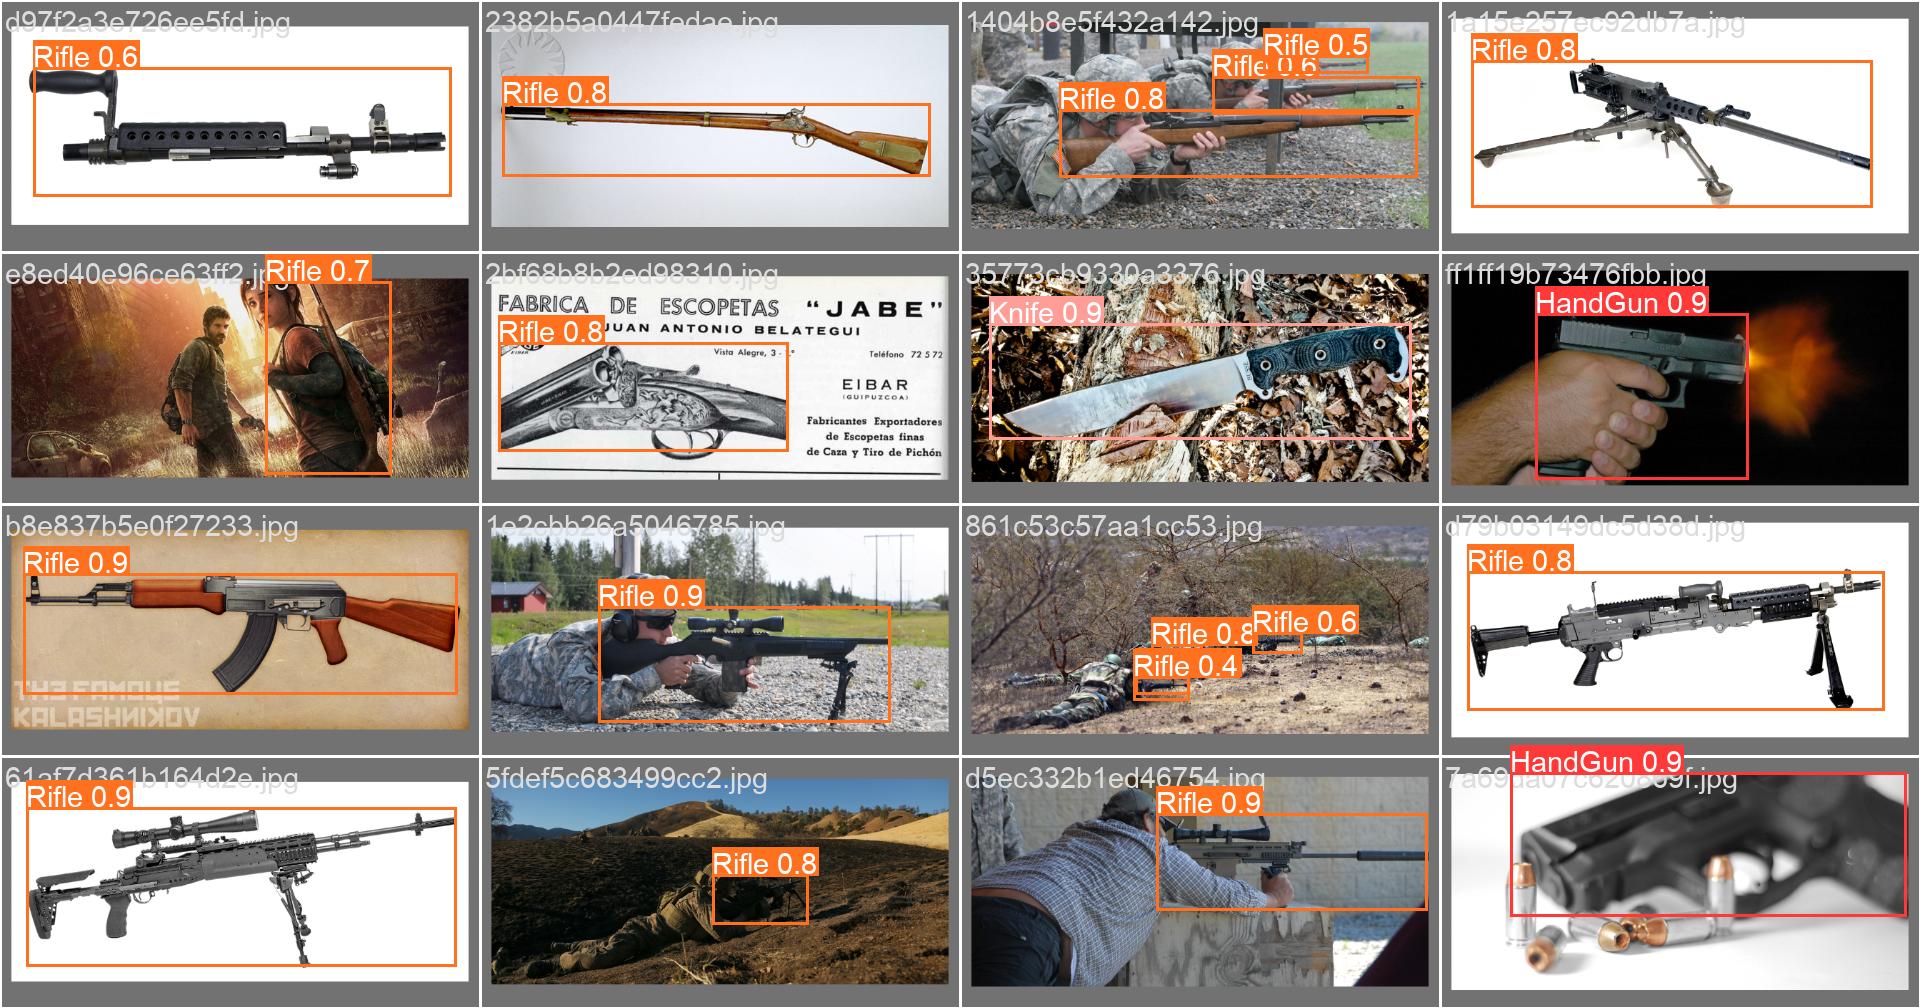 d97f2a3e726ee5fd.jpg
Rifle 0.6
2382b5a0447fedae.jpg
Rifle 0.8
1404b8e5f432a142.jpg
Rifle 0.5
Rifle 0.6
Rifle 0.8
1a15e257ec92db7a.jpg
Rifle 0.8
e8ed40e96ce63ff2.jpg
Rifle 0.7
2bf68b8b2ed98310.jpg
FABRICA DE ESCOPETAS "JABE"
JUAN ANTONIO BELATEGUI
Rifle 0.8
EIBAR
Vista Alegre, 3 -
Teléfono 72 5 72
EIBAR
(GUIPUZCOA)
Fabricantes Exportadores
de Escopetas finas
de Caza y Tiro de Pichón
35773cb9330a3376.jpg
Knife 0.9
ff1ff19b73476fbb.jpg
HandGun 0.9
b8e837b5e0f27233.jpg
Rifle 0.9
THE FAMOUS
KALASHNIKOV
1e2cbb26a5046785.jpg
Rifle 0.9
861c53c57aa1cc53.jpg
Rifle 0.6
Rifle 0.8
Rifle 0.4
d79b03149dc5d38d.jpg
Rifle 0.8
61af7d361b164d2e.jpg
Rifle 0.9
5fdef5c683499cc2.jpg
Rifle 0.8
d5ec332b1ed46754.jpg
Rifle 0.9
HandGun 0.9